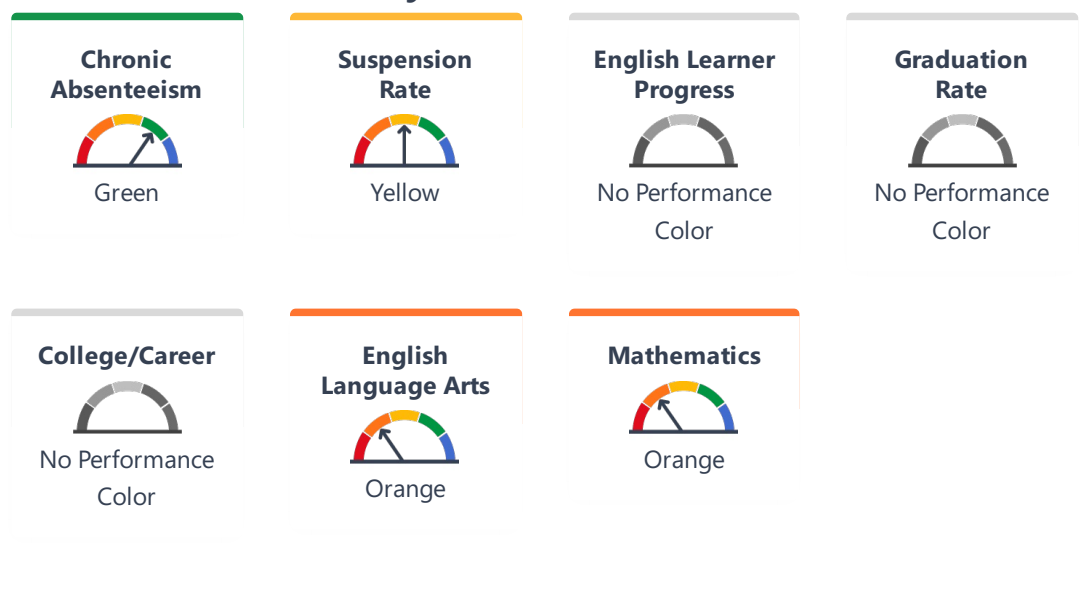 Chronic
Absenteeism
Green
Suspension
Rate
Yellow
English Learner
Progress
No Performance
Color
Graduation
Rate
No Performance
Color
College/Career
No Performance
Color
English
Language Arts
Orange
Mathematics
Orange